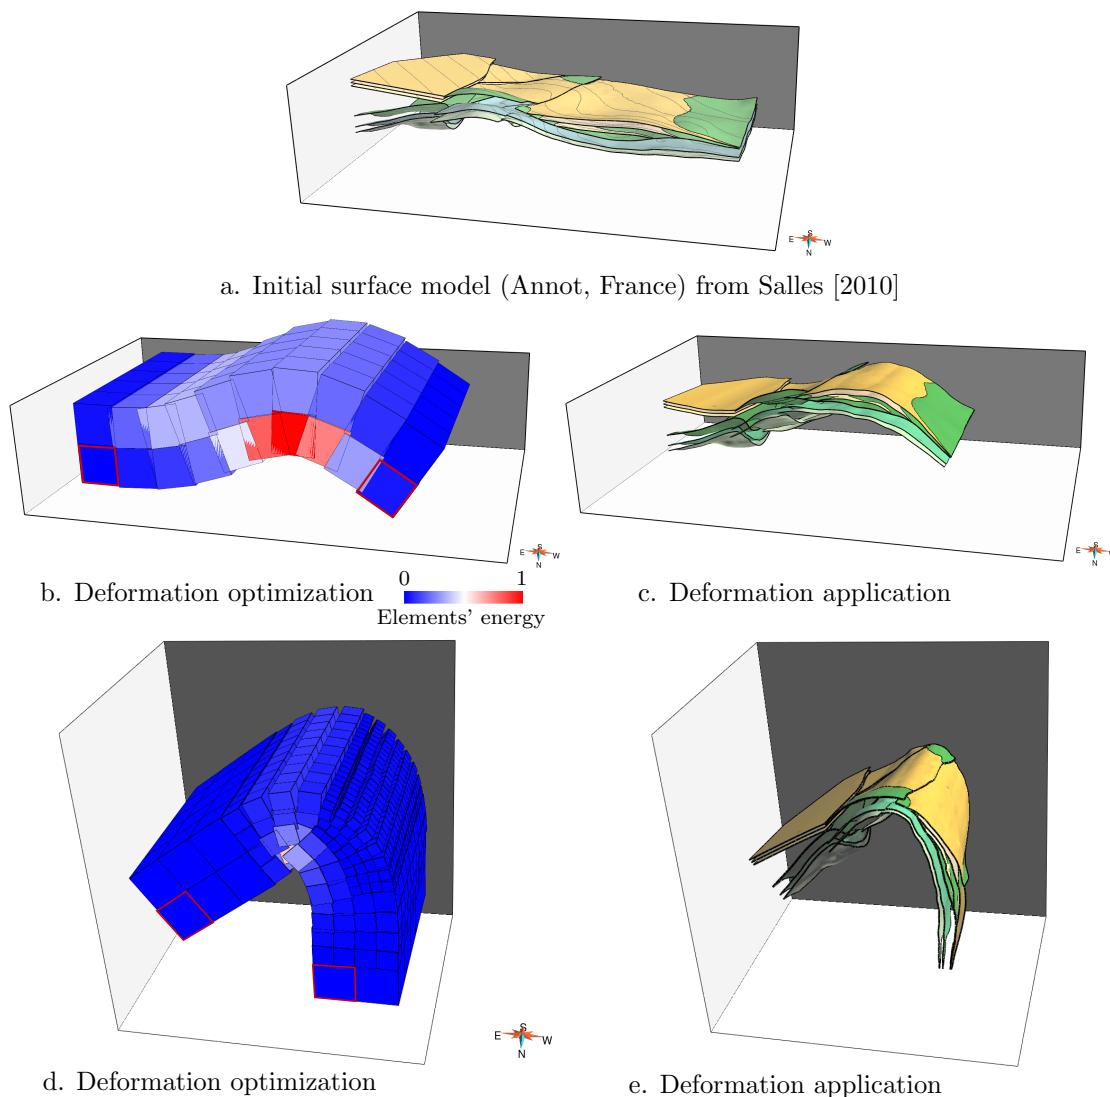 S
E
W
N
a. Initial surface model (Annot, France) from Salles [2010]
S
E
W
N
S
E
W
N
b. Deformation optimization
0
1
Elements' energy
c. Deformation application
S
E
W
N
d. Deformation optimization
e. Deformation application